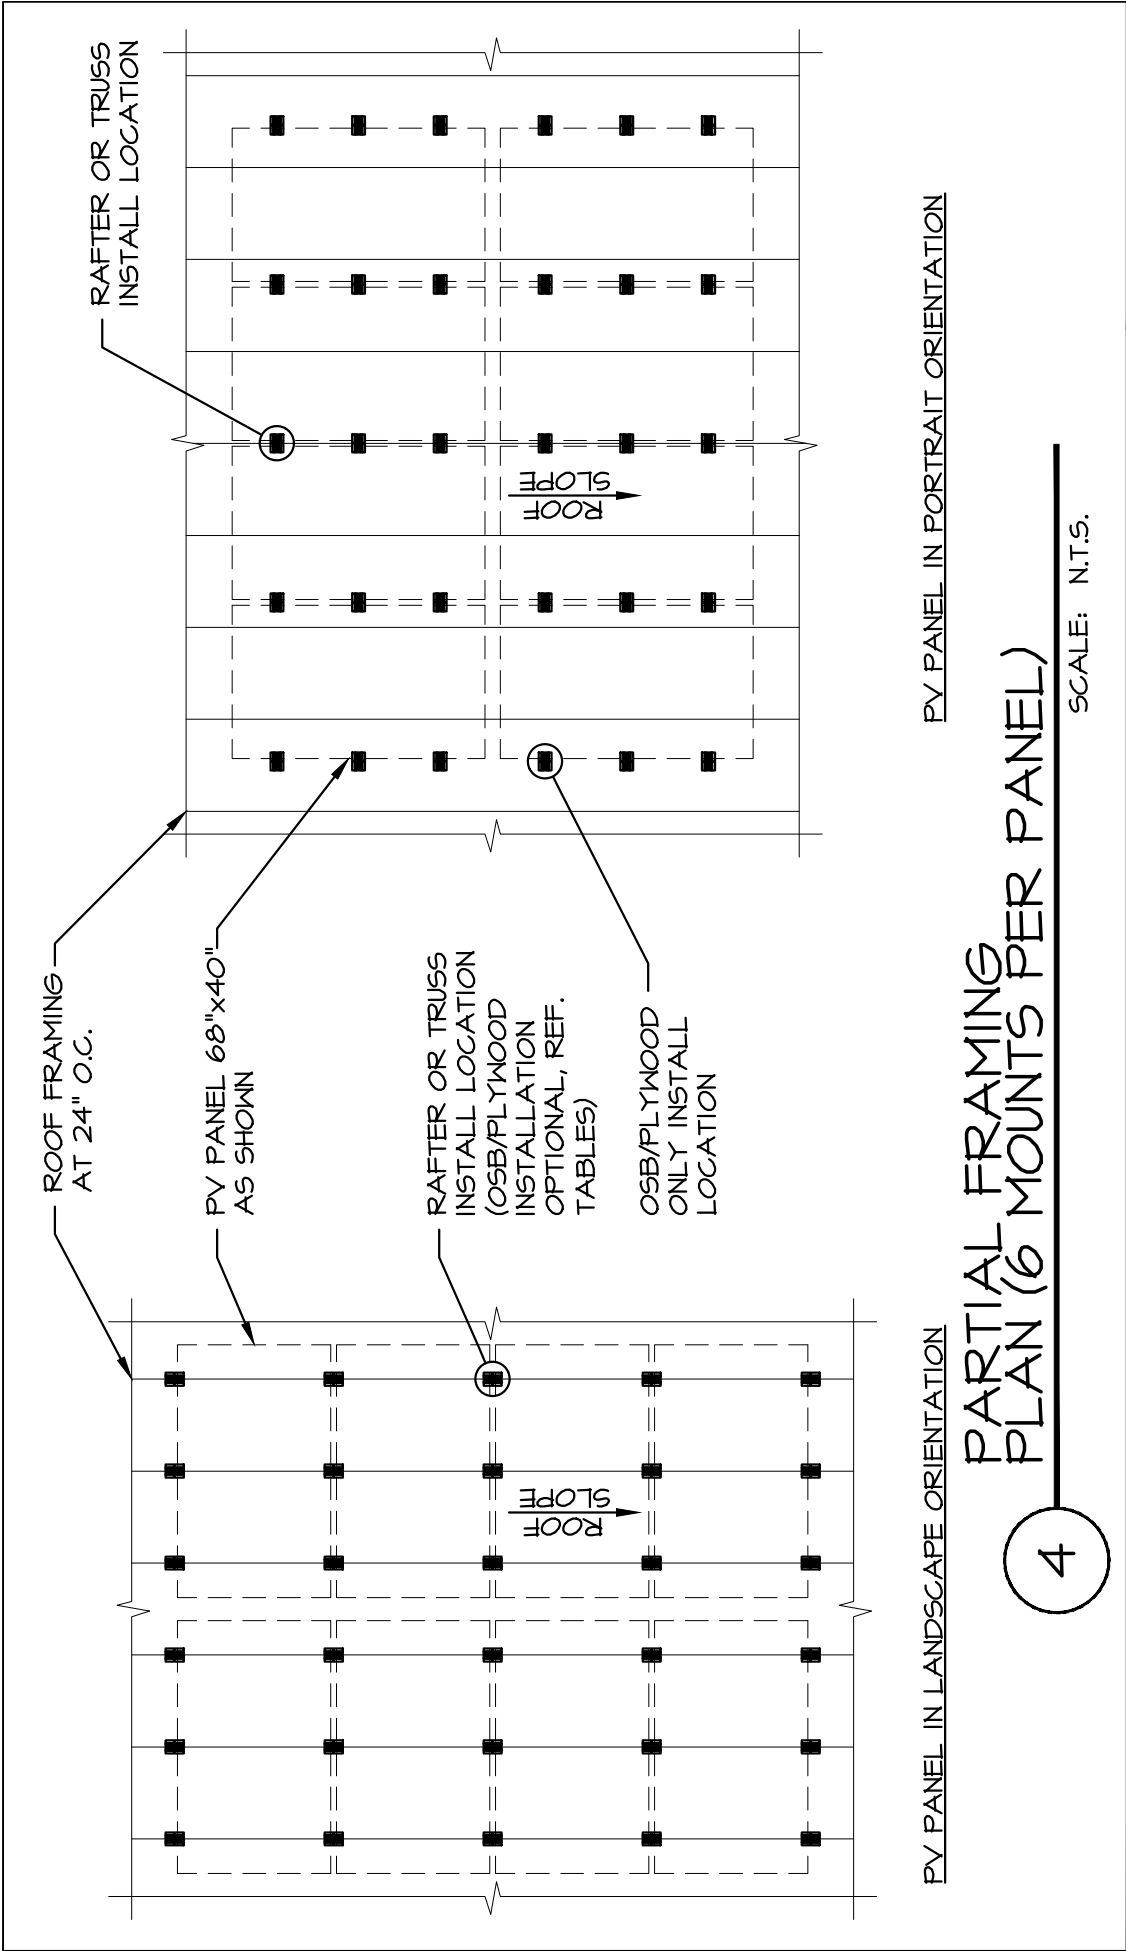 ROOF FRAMING
AT 24" O.C.
PV PANEL 68"x40"
AS SHOWN
RAFTER OR TRUSS
INSTALL LOCATION
(OSB/PLYWOOD
INSTALLATION
OPTIONAL, REF.
TABLES)
OSB/PLYWOOD
ONLY INSTALL
LOCATION
RAFTER OR TRUSS
INSTALL LOCATION
ROOF
SLOPE
ROOF
SLOPE
PV PANEL IN LANDSCAPE ORIENTATION
PV PANEL IN PORTRAIT ORIENTATION
4
PARTIAL FRAMING
PLAN (6 MOUNTS PER PANEL)
SCALE: N.T.S.